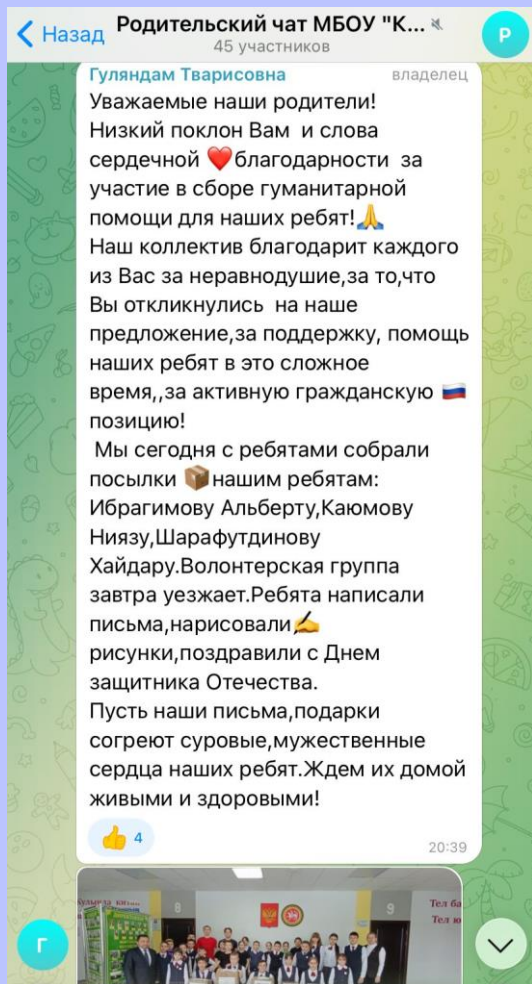 Назад
Родительский чат МБОУ "К...
45 участников
Р
Гуляндам Тварисовна
владелец
Уважаемые наши родители!
Низкий поклон Вам и слова
сердечной ❤️благодарности за
участие в сборе гуманитарной
помощи для наших ребят!🙏
Наш коллектив благодарит каждого
из Вас за неравнодушие,за то,что
Вы откликнулись на наше
предложение,за поддержку, помощь
наших ребят в это сложное
время,,за активную гражданскую 🇷🇺
позицию!
Мы сегодня с ребятами собрали
посылки 📦нашим ребятам:
Ибрагимову Альберту,Каюмову
Ниязу,Шарафутдинову
Хайдару.Волонтерская группа
завтра уезжает.Ребята написали
письма,нарисовали✍️
рисунки,поздравили с Днем
защитника Отечества.
Пусть наши письма,подарки
согреют суровые,мужественные
сердца наших ребят.Ждем их домой
живыми и здоровыми!
👍 4
20:39
8
9
Тел
Тел
Г